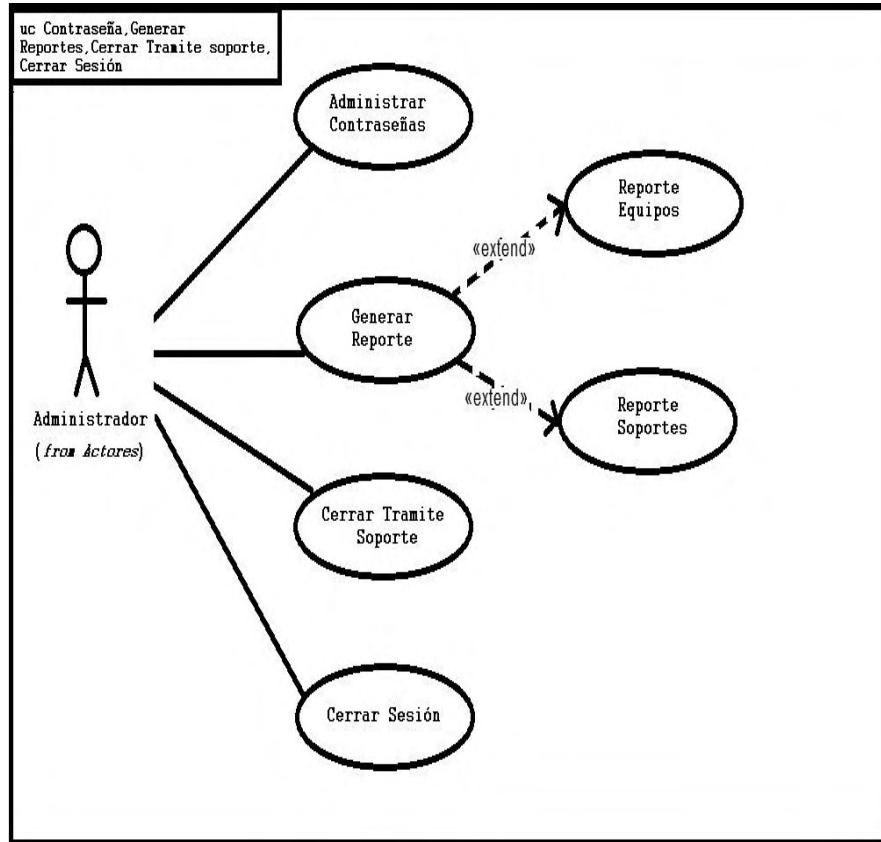 uc Contraseña,Generar
Reportes,Cerrar Tramite soporte,
Cerrar Sesión
Administrar
Contraseñas
Reporte
Equipos
«extend»
Generar
Reporte
«extend»
Reporte
Soportes
Administrador
(from Actores)
Cerrar Tramite
Soporte
Cerrar Sesión